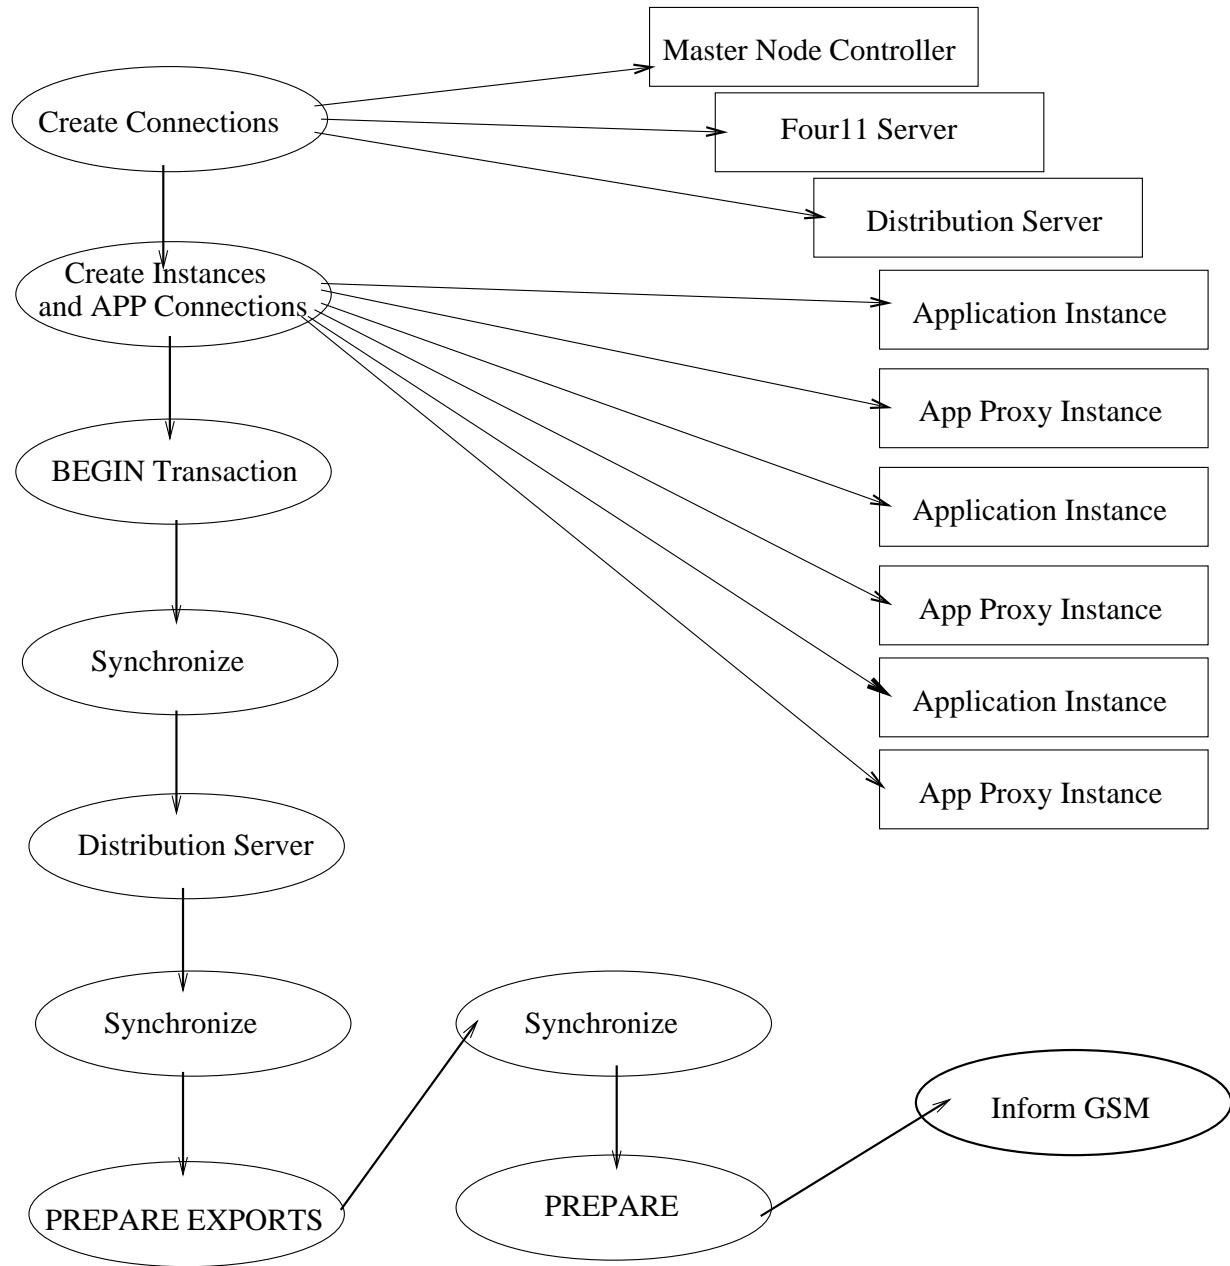 Master Node Controller
Create Connections
Four11 Server
Distribution Server
Create Instances
and APP Connections
Application Instance
App Proxy Instance
BEGIN Transaction
Application Instance
App Proxy Instance
Synchronize
Application Instance
App Proxy Instance
Distribution Server
Synchronize
Synchronize
Inform GSM
PREPARE EXPORTS
PREPARE